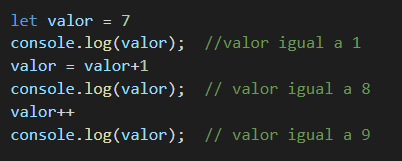 let valor = 7
console.log(valor);  //valor igual a 1
valor = valor+1
console.log(valor);  // valor igual a 8
valor++
console.log(valor);  // valor igual a 9